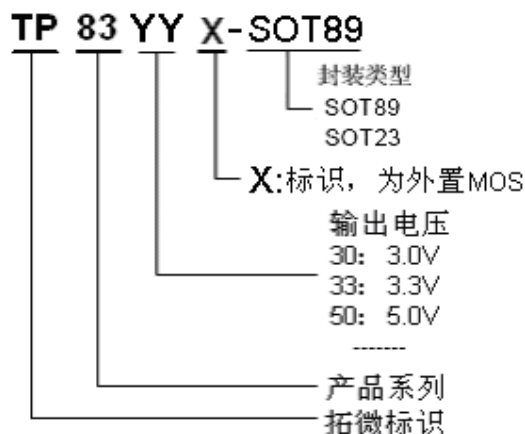 TP 83 YY X-SOT89
封装类型
SOT89
SOT23
X:标识，为外置MOS
输出电压
30：3.0V
33：3.3V
50：5.0V
-------
产品系列
拓微标识